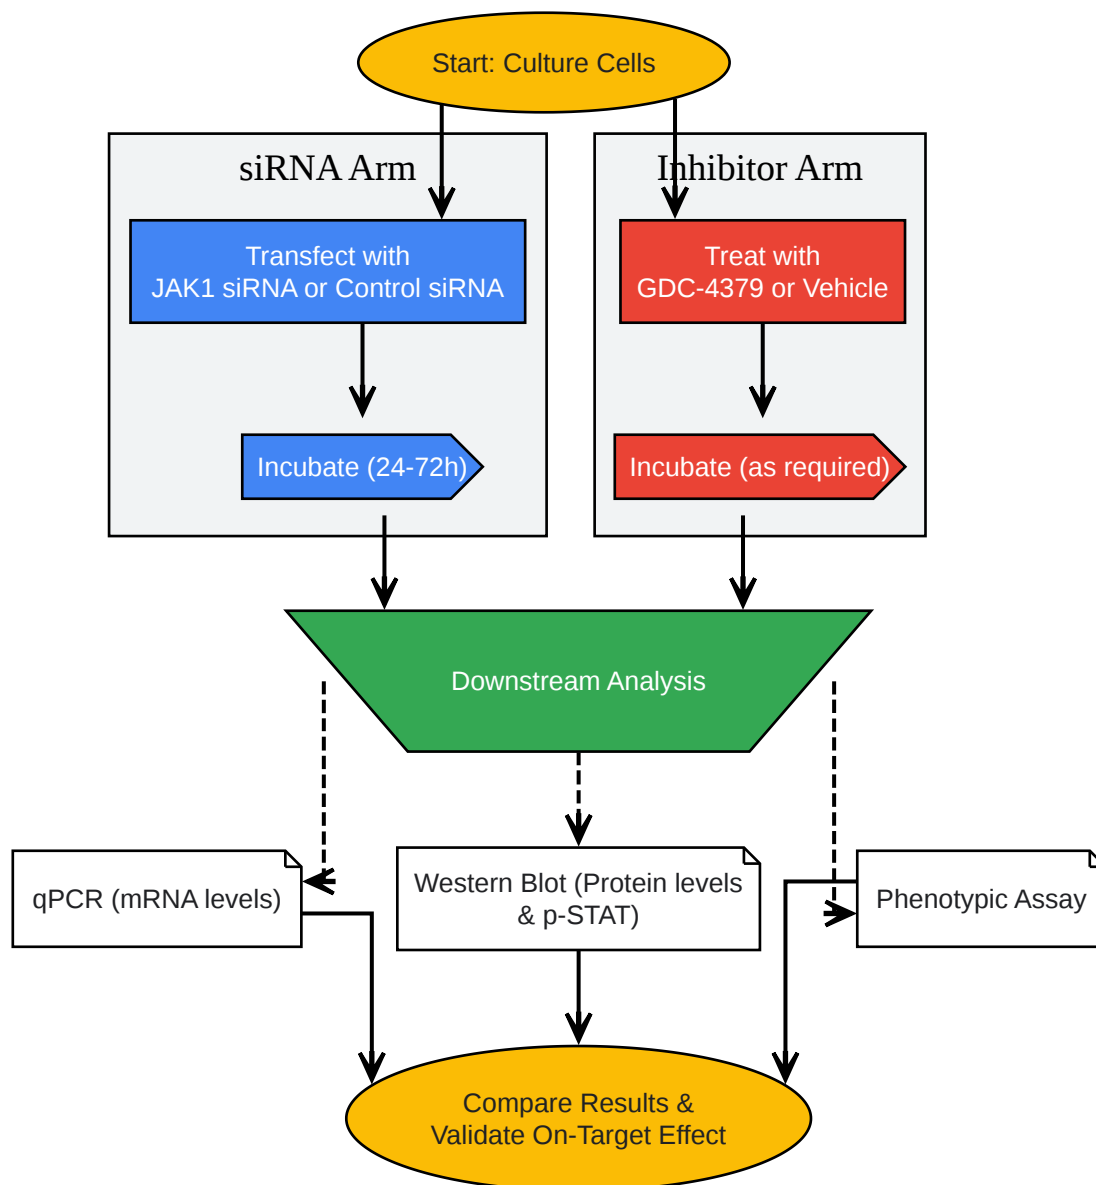 Start: Culture Cells
siRNA Arm
Inhibitor Arm
Transfect with
JAK1 siRNA or Control siRNA
Treat with
GDC-4379 or Vehicle
Incubate (24-72h)
Incubate (as required)
Downstream Analysis
qPCR (mRNA levels)
Western Blot (Protein levels
& p-STAT)
Phenotypic Assay
Compare Results &
Validate On-Target Effect